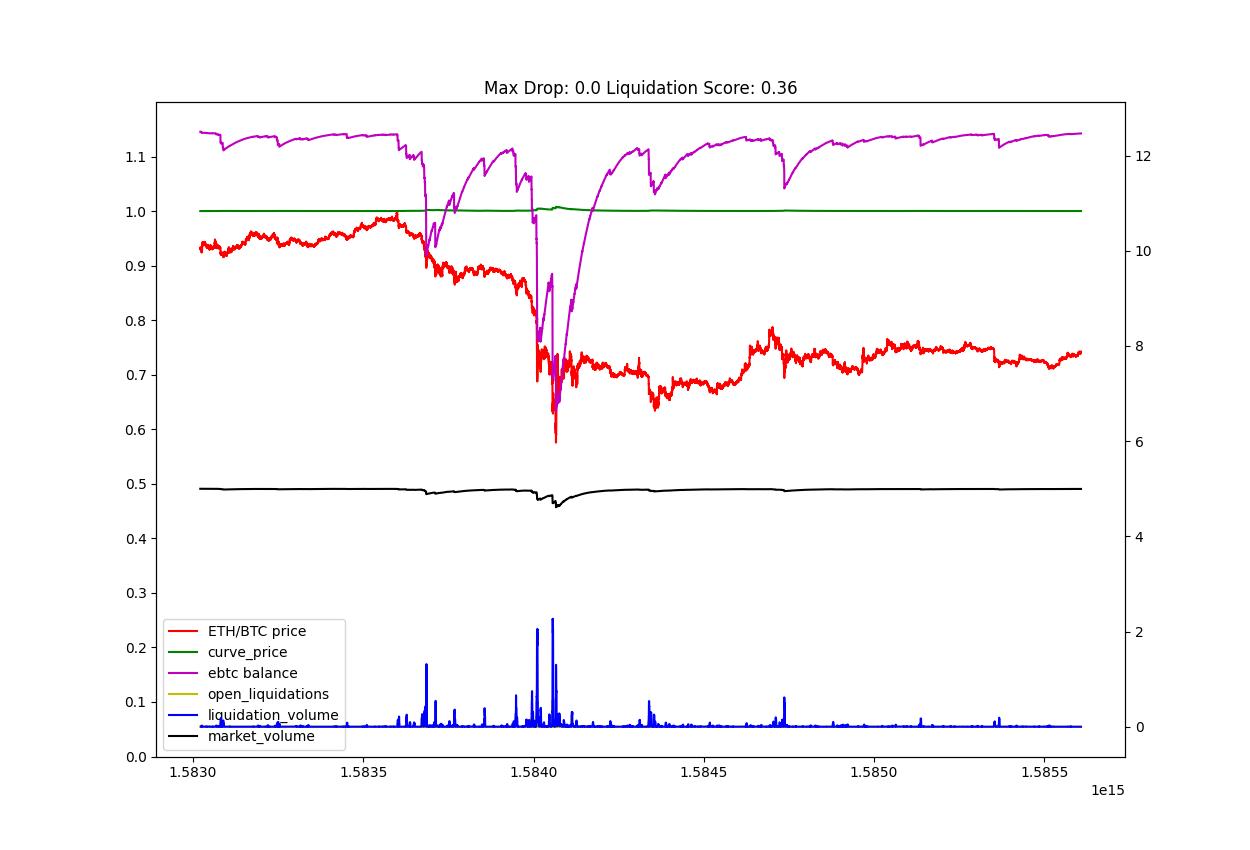 Max Drop: 0.0 Liquidation Score: 0.36
1.1
1.0
0.9
0.8
0.7
0.6
0.5
0.4
0.3
0.2
0.1
0.0
12
10
8
6
4
2
0
ETH/BTC price
curve_price
ebtc balance
open_liquidations
liquidation_volume
market_volume
1.5830 1.5835 1.5840 1.5845 1.5850 1.5855
1e15